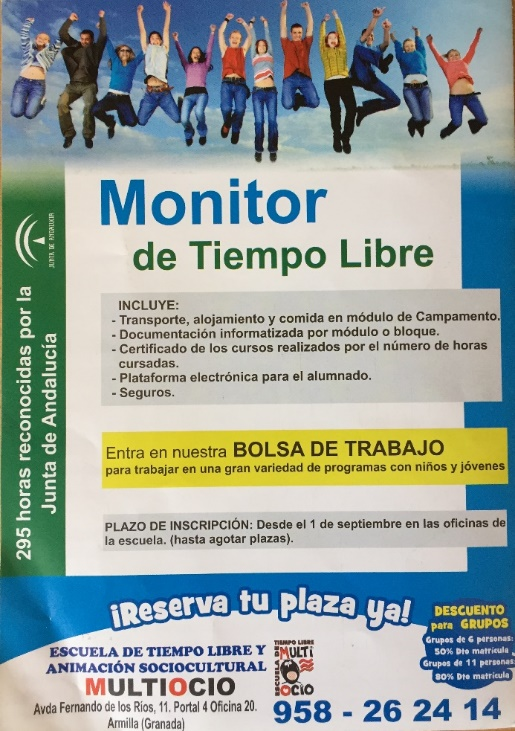 Monitor
de Tiempo Libre
JUNTA DE ANDALUCIA
295 horas reconocidas por la
Junta de Andalucía
INCLUYE:
- Transporte, alojamiento y comida en módulo de Campamento.
- Documentación informatizada por módulo o bloque.
- Certificado de los cursos realizados por el número de horas
cursadas.
- Plataforma electrónica para el alumnado.
- Seguros.
Entra en nuestra BOLSA DE TRABAJO
para trabajar en una gran variedad de programas con niños y jóvenes
PLAZO DE INSCRIPCIÓN: Desde el 1 de septiembre en las oficinas de
la escuela. (hasta agotar plazas).
¡Reserva tu plaza ya!
DESCUENTO
para GRUPOS
Grupos de 6 personas:
50% Dto matrícula
Grupos de 11 personas
80% Dto matrícula
ESCUELA DE TIEMPO LIBRE Y
ANIMACIÓN SOCIOCULTURAL
MULTIOCIO
Avda Fernando de los Ríos, 11. Portal 4 Oficina 20.
Armilla (Granada)
ESCUELA DE TIEMPO LIBRE
MULTI
OCIO
958 - 26 24 14